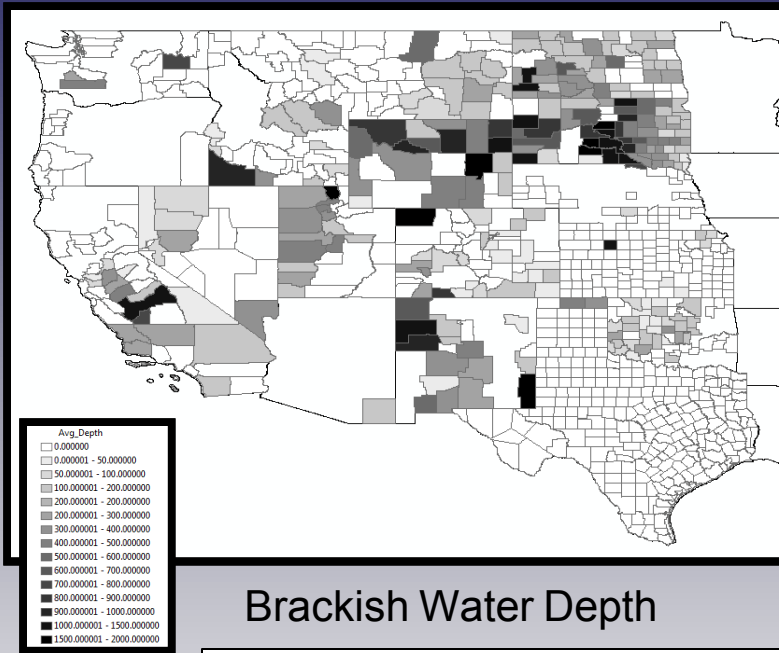 Avg_Depth
0.000000
0.000001 - 50.000000
50.000001 - 100.000000
100.000001 - 200.000000
200.000001 - 200.000000
200.000001 - 300.000000
300.000001 - 400.000000
400.000001 - 500.000000
500.000001 - 600.000000
600.000001 - 700.000000
700.000001 - 800.000000
800.000001 - 900.000000
900.000001 - 1000.000000
1000.000001 - 1500.000000
1500.000001 - 2000.000000
Brackish Water Depth